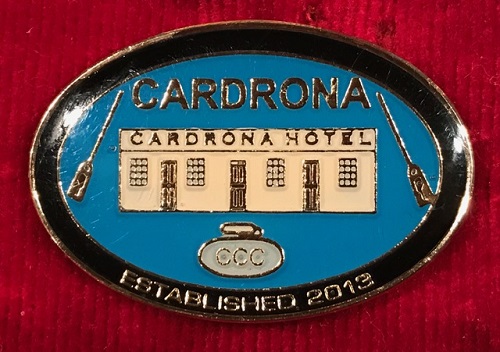 CARDRONA
CARDRONA HOTEL
CCC
ESTABLISHED 2013